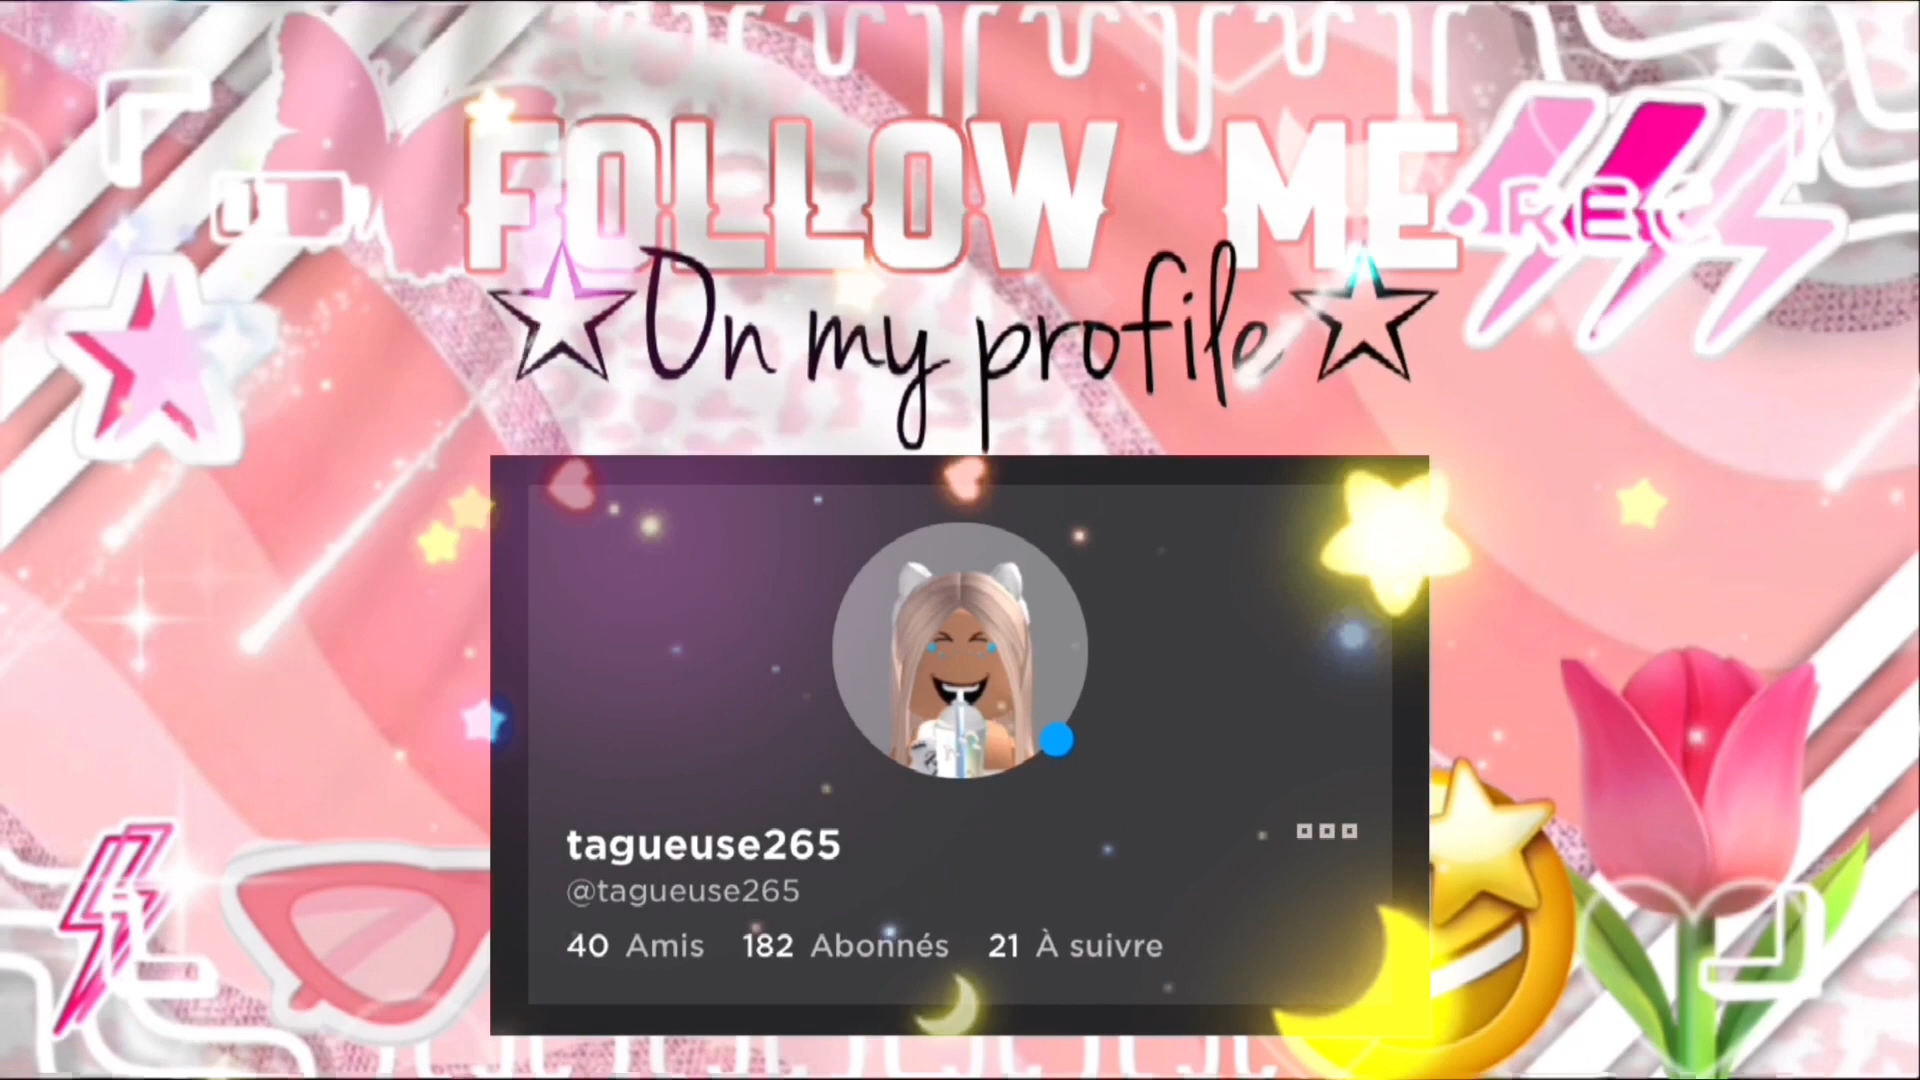 FOLLOW ME
REC
On my profile
tagueuse265
@tagueuse265
40 Amis 182 Abonnés 21 À suivre